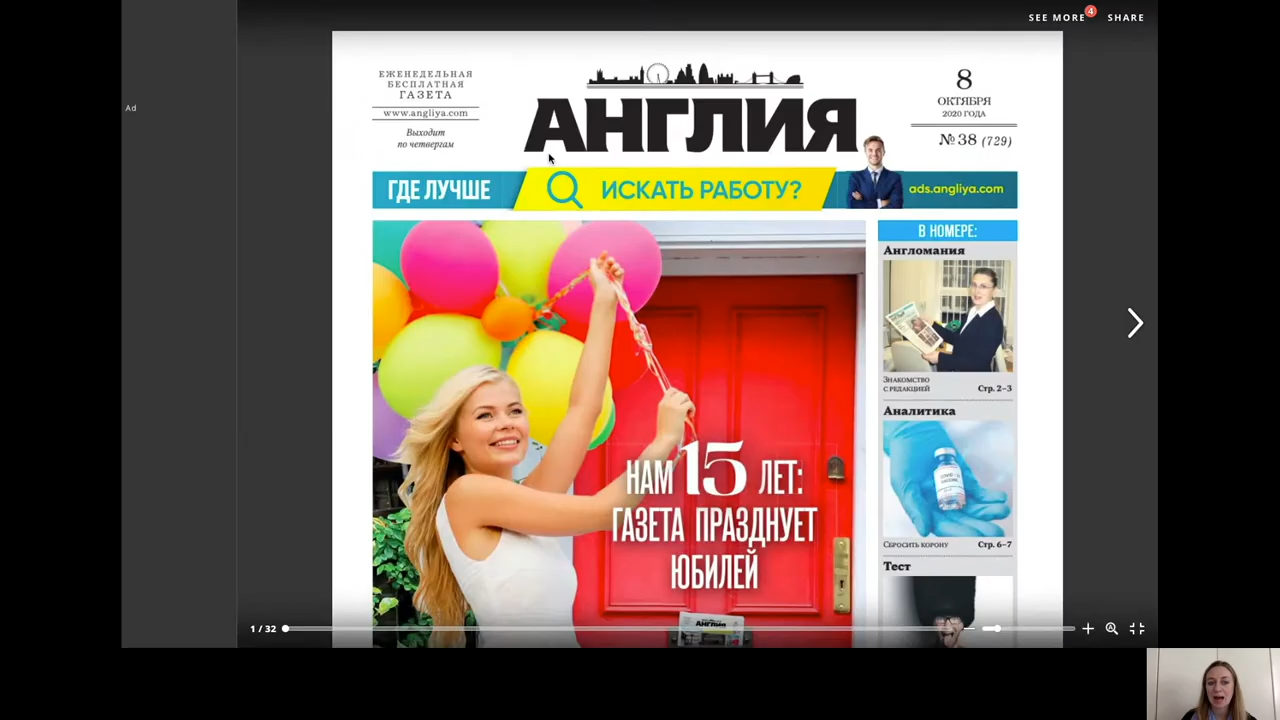 SEE MORE 4 SHARE
Ad
ЕЖЕНЕДЕЛЬНАЯ
БЕСПЛАТНАЯ
ГАЗЕТА
www.angliya.com
Выходит
по четвергам
АНГЛИЯ
8
ОКТЯБРЯ
2020 ГОДА
№ 38 (729)
ГДЕ ЛУЧШЕ
ИСКАТЬ РАБОТУ?
ads.angliya.com
НАМ 15 ЛЕТ:
ГАЗЕТА ПРАЗДНУЕТ
ЮБИЛЕЙ
АНГЛИЯ
В НОМЕРЕ:
Англомания
Знакомство
с редакцией Стр. 2–3
Аналитика
Сбросить корону Стр. 6–7
Тест
1 / 32